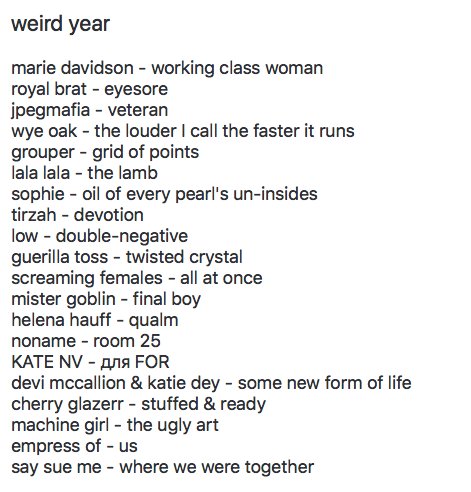 weird year
marie davidson - working class woman
royal brat - eyesore
jpegmafia - veteran
wye oak - the louder I call the faster it runs
grouper - grid of points
lala lala - the lamb
sophie - oil of every pearl's un-insides
tirzah - devotion
low - double-negative
guerilla toss - twisted crystal
screaming females - all at once
mister goblin - final boy
helena hauff - qualm
noname - room 25
KATE NV - для FOR
devi mccallion & katie dey - some new form of life
cherry glazerr - stuffed & ready
machine girl - the ugly art
empress of - us
say sue me - where we were together